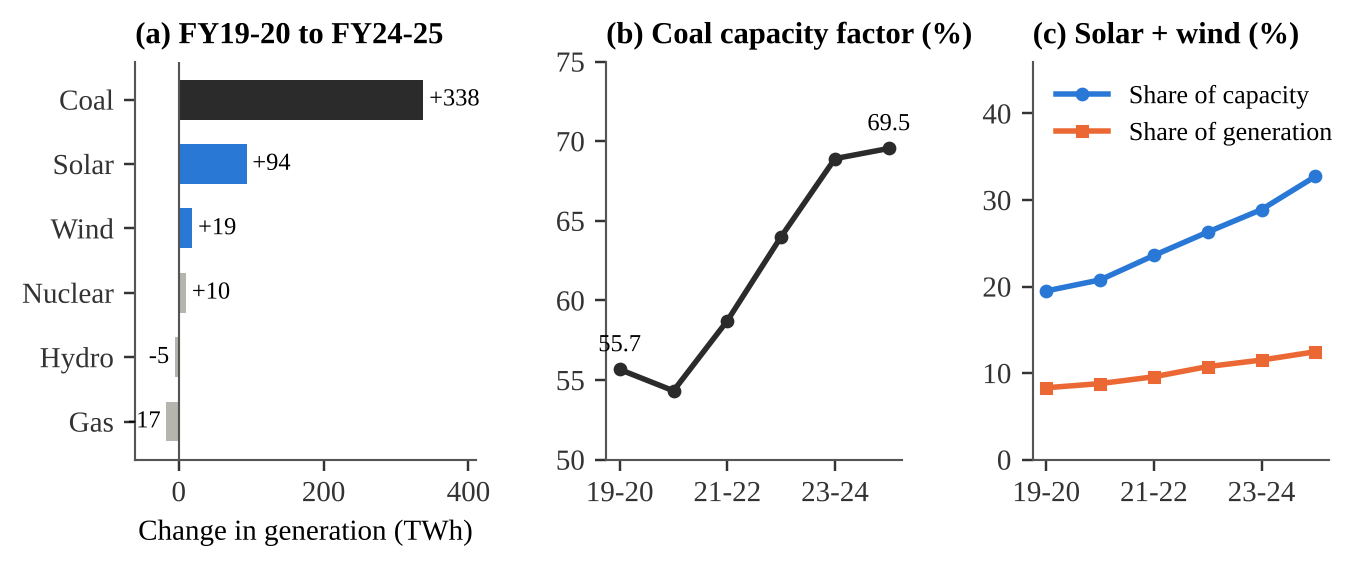 (a) FY19-20 to FY24-25
Coal
Solar
Wind
Nuclear
Hydro
Gas
+338
+94
+19
+10
-5
-17
0 200 400
Change in generation (TWh)
(b) Coal capacity factor (%)
75
70
65
60
55
50
55.7
69.5
19-20 21-22 23-24
(c) Solar + wind (%)
Share of capacity
Share of generation
40
30
20
10
0
19-20 21-22 23-24